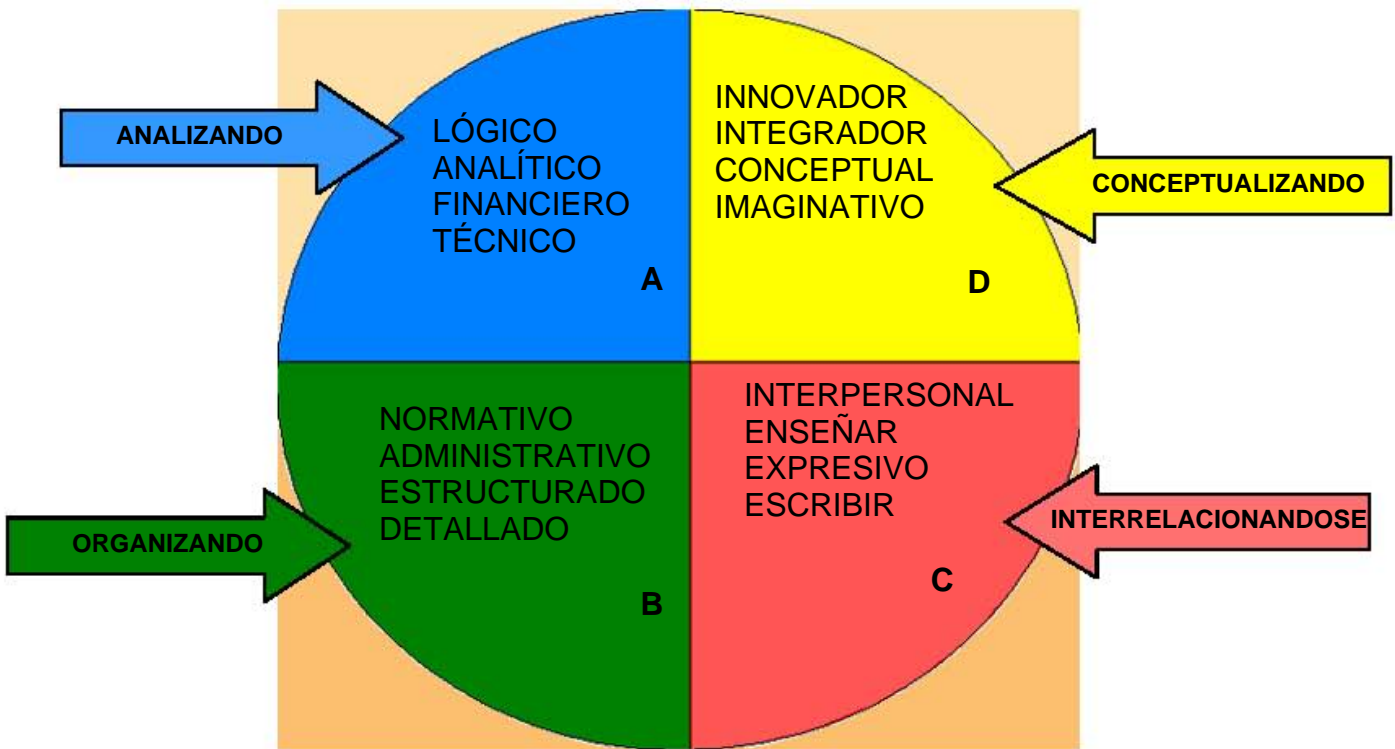 ANALIZANDO
LÓGICO
ANALÍTICO
FINANCIERO
TÉCNICO
A
INNOVADOR
INTEGRADOR
CONCEPTUAL
IMAGINATIVO
D
CONCEPTUALIZANDO
ORGANIZANDO
NORMATIVO
ADMINISTRATIVO
ESTRUCTURADO
DETALLADO
B
INTERPERSONAL
ENSEÑAR
EXPRESIVO
ESCRIBIR
C
INTERRELACIONANDOSE